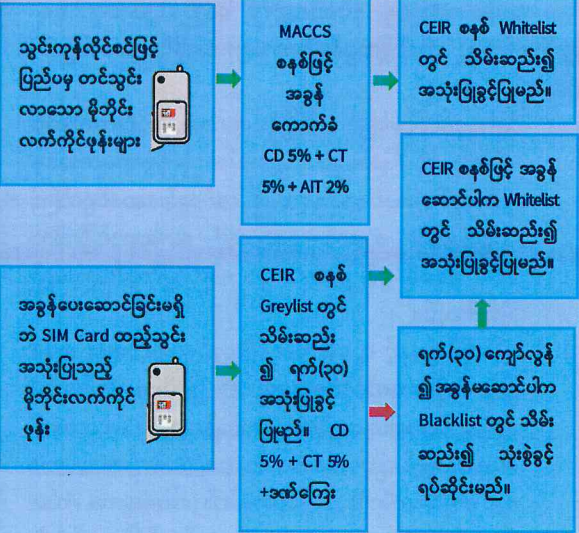 သွင်းကုန်လိုင်စင်ဖြင့်
ပြည်ပမှ တင်သွင်း
လာသော မိုဘိုင်း
လက်ကိုင်ဖုန်းများ
MACCS
စနစ်ဖြင့်
အခွန်
ကောက်ခံ
CD 5% + CT
5% + AIT 2%
CEIR စနစ် Whitelist
တွင် သိမ်းဆည်း၍
အသုံးပြုခွင့်ပြုမည်။
CEIR စနစ်ဖြင့် အခွန်
ဆောင်ပါက Whitelist
တွင် သိမ်းဆည်း၍
အသုံးပြုခွင့်ပြုမည်။
အခွန်ပေးဆောင်ခြင်းမရှိ
ဘဲ SIM Card ထည့်သွင်း
အသုံးပြုသည့်
မိုဘိုင်းလက်ကိုင်
ဖုန်း
CEIR စနစ်
Greylist တွင်
သိမ်းဆည်း
၍ ရက်(၃၀)
အသုံးပြုခွင့်
ပြုမည်။ CD
5% + CT 5%
+ဒဏ်ကြေး
ရက်(၃၀) ကျော်လွန်
၍ အခွန်မဆောင်ပါက
Blacklist တွင် သိမ်း
ဆည်း၍ သုံးစွဲခွင့်
ရပ်ဆိုင်းမည်။